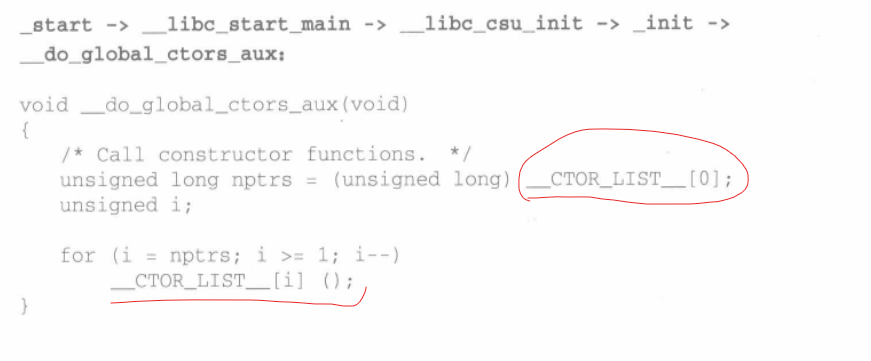 _start -> __libc_start_main -> __libc_csu_init -> _init ->
__do_global_ctors_aux:
void __do_global_ctors_aux(void)
{
/* Call constructor functions. */
unsigned long nptrs = (unsigned long) __CTOR_LIST__[0];
unsigned i;
for (i = nptrs; i >= 1; i--)
__CTOR_LIST__[i] ();
}